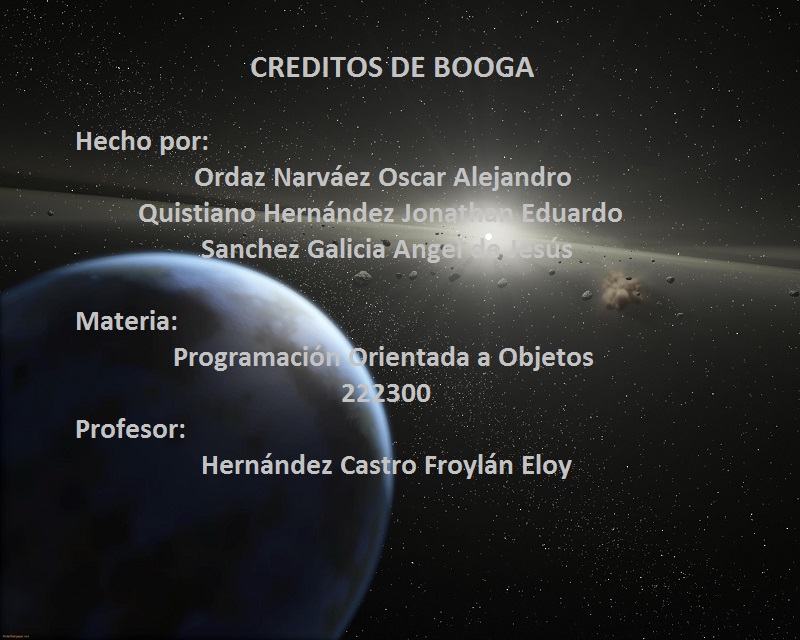 CREDITOS DE BOOGA
Hecho por:
Ordaz Narváez Oscar Alejandro
Quistiano Hernández Jonathan Eduardo
Sanchez Galicia Angel de Jesús
Materia:
Programación Orientada a Objetos
222300
Profesor:
Hernández Castro Froylán Eloy